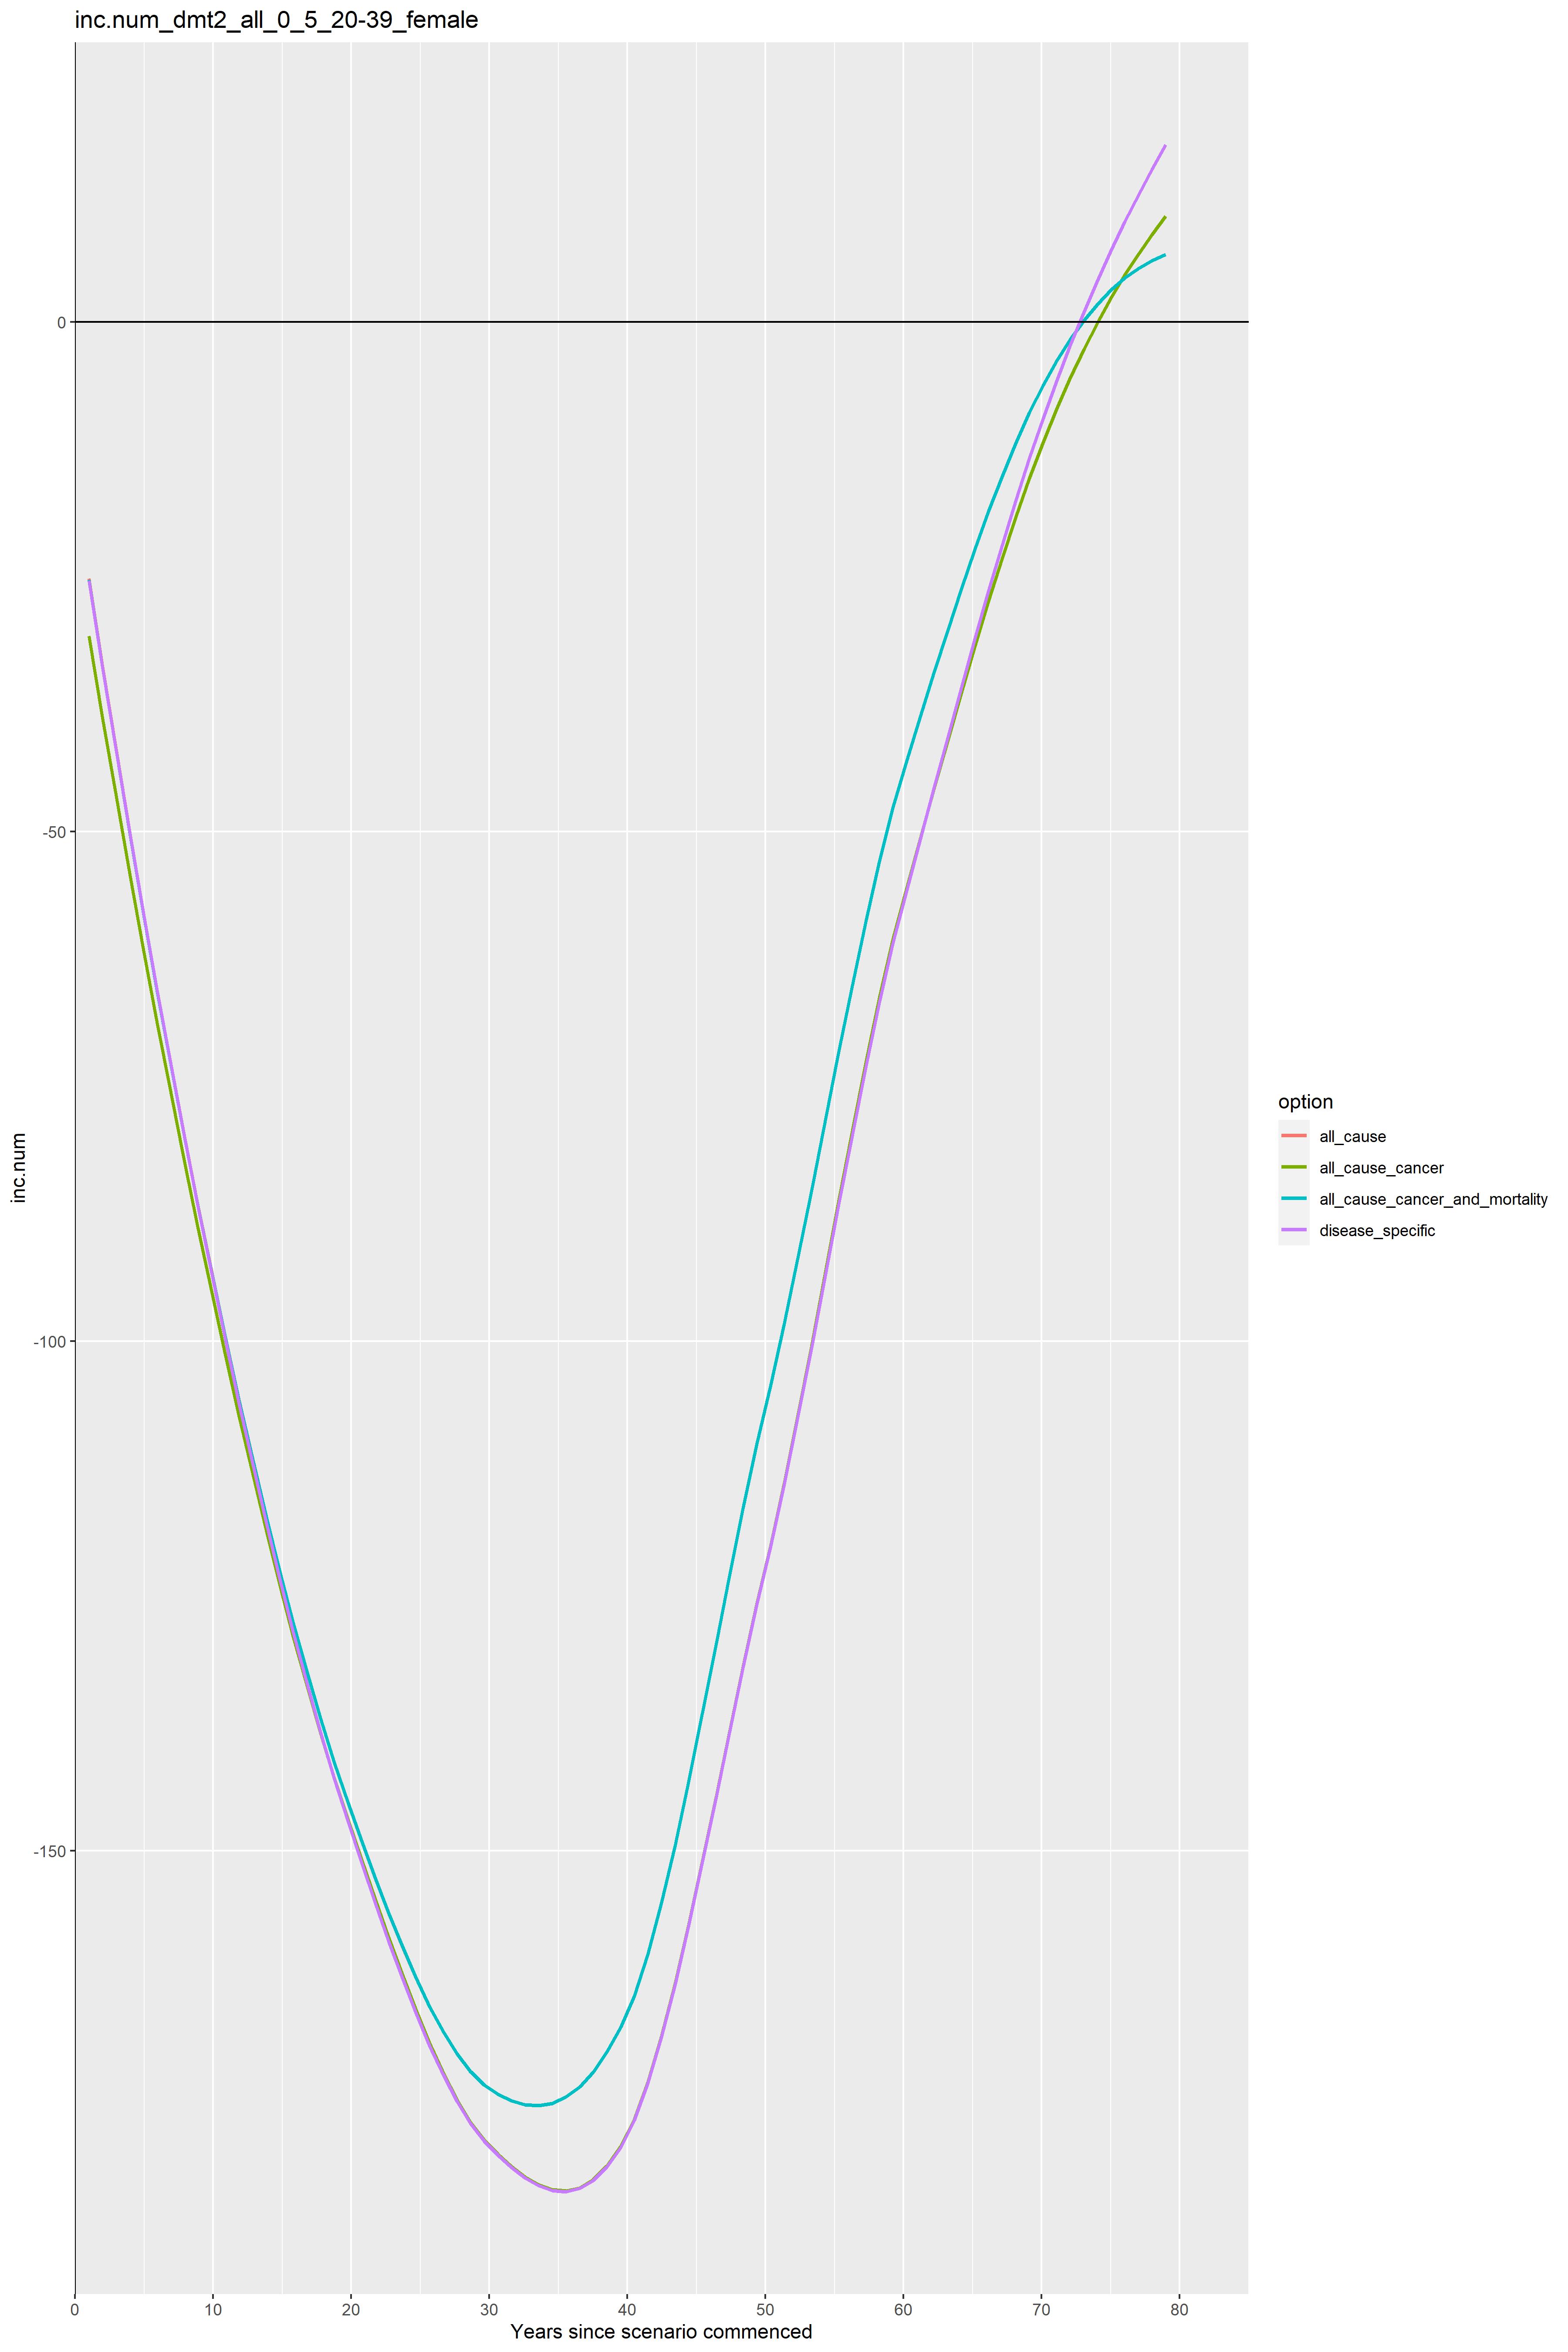 inc.num_dmt2_all_0_5_20-39_female
0
-50
-100
-150
inc.num
0 10 20 30 40 50 60 70 80
Years since scenario commenced
option
all_cause
all_cause_cancer
all_cause_cancer_and_mortality
disease_specific